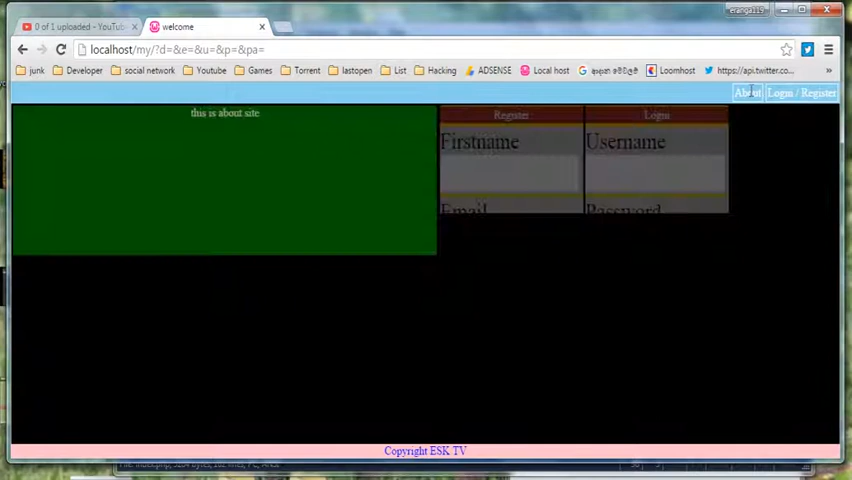 eranga119
0 of 1 uploaded - YouTube
welcome
localhost/my/?d=&e=&u=&p=&pa=
junk Developer social network Youtube Games Torrent lastopen List Hacking ADSENSE Local host Loomhost https://api.twitter.co... »
About Login / Register
this is about site
Register Login
Firstname Username
Email Password
Copyright ESK TV